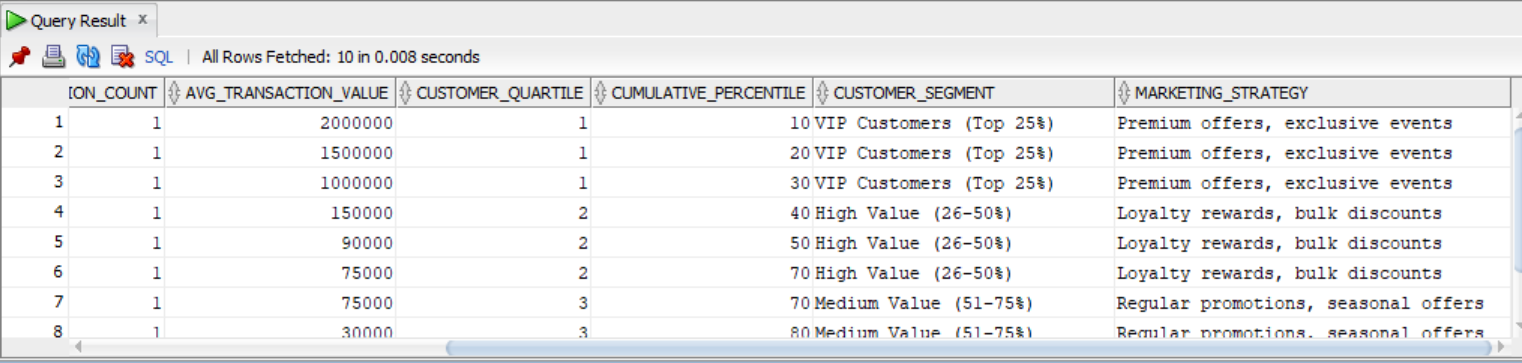 Query Result x
SQL | All Rows Fetched: 10 in 0.008 seconds
ION_COUNT AVG_TRANSACTION_VALUE CUSTOMER_QUARTILE CUMULATIVE_PERCENTILE CUSTOMER_SEGMENT MARKETING_STRATEGY
1 1 2000000 1 10 VIP Customers (Top 25%) Premium offers, exclusive events
2 1 1500000 1 20 VIP Customers (Top 25%) Premium offers, exclusive events
3 1 1000000 1 30 VIP Customers (Top 25%) Premium offers, exclusive events
4 1 150000 2 40 High Value (26-50%) Loyalty rewards, bulk discounts
5 1 90000 2 50 High Value (26-50%) Loyalty rewards, bulk discounts
6 1 75000 2 70 High Value (26-50%) Loyalty rewards, bulk discounts
7 1 75000 3 70 Medium Value (51-75%) Regular promotions, seasonal offers
8 1 30000 3 80 Medium Value (51-75%) Regular promotions, seasonal offers